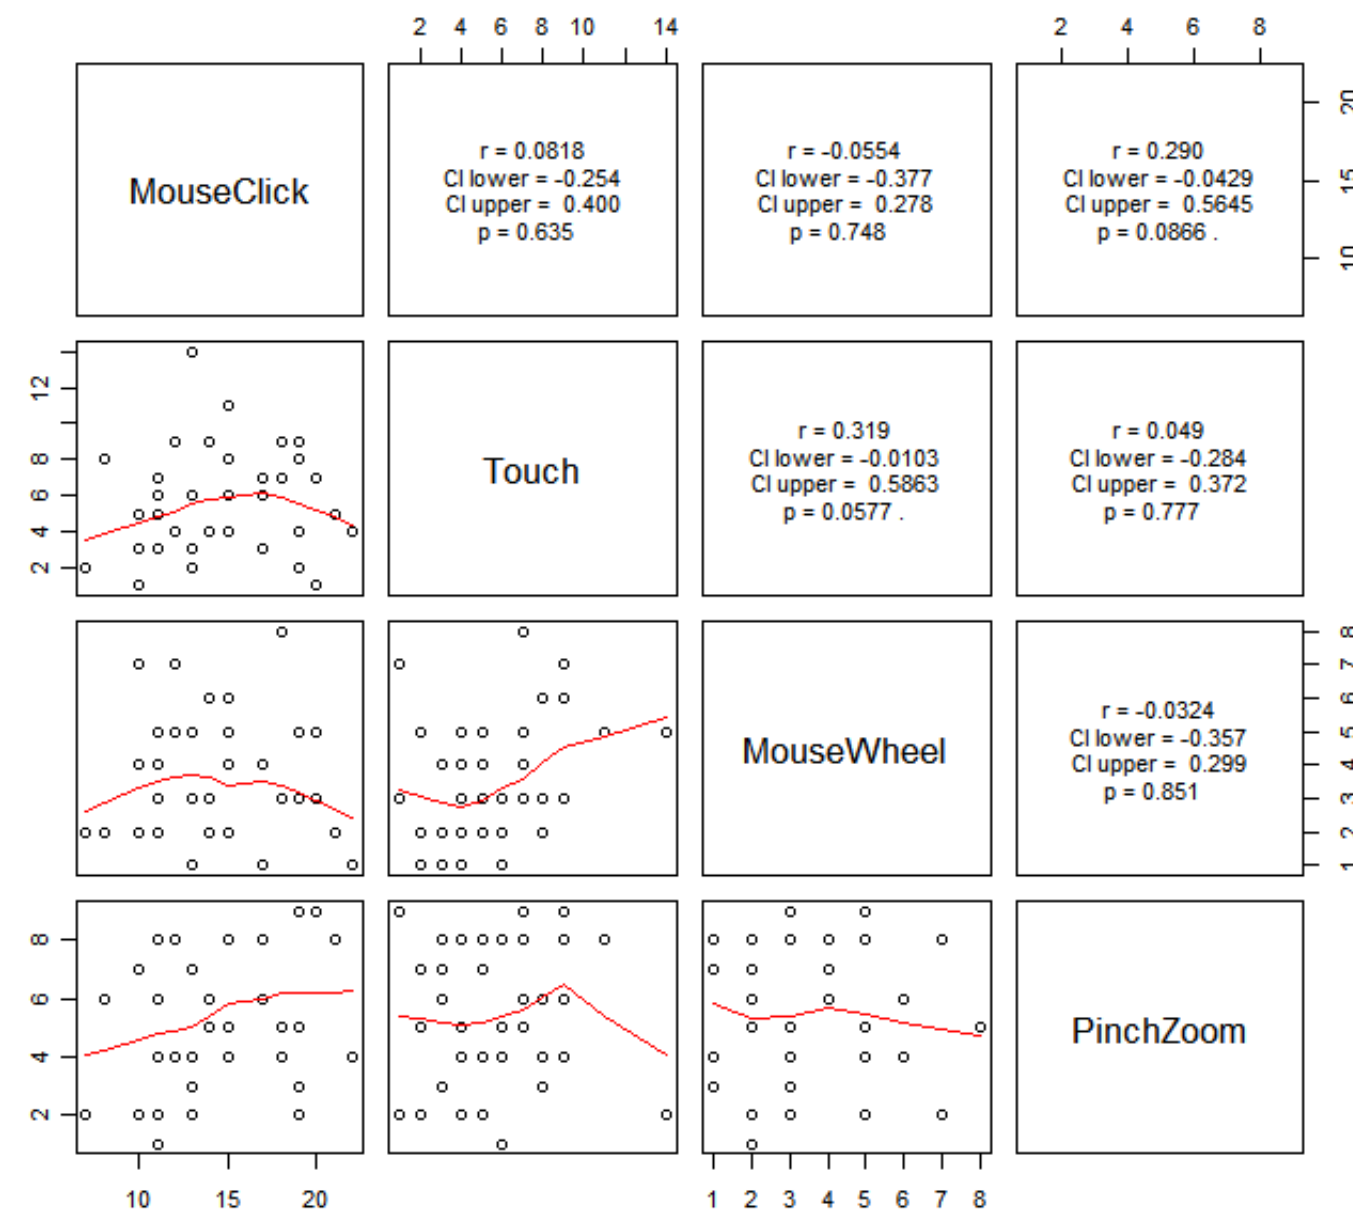 2 4 6 8 10 14 2 4 6 8
MouseClick
r = 0.0818
CI lower = -0.254
CI upper = 0.400
p = 0.635
r = -0.0554
CI lower = -0.377
CI upper = 0.278
p = 0.748
r = 0.290
CI lower = -0.0429
CI upper = 0.5645
p = 0.0866 .
20
15
10
12
8
6
4
2
Touch
r = 0.319
CI lower = -0.0103
CI upper = 0.5863
p = 0.0577 .
r = 0.049
CI lower = -0.284
CI upper = 0.372
p = 0.777
MouseWheel
r = -0.0324
CI lower = -0.357
CI upper = 0.299
p = 0.851
8
7
6
5
4
3
2
1
8
6
4
2
PinchZoom
10 15 20 1 2 3 4 5 6 7 8